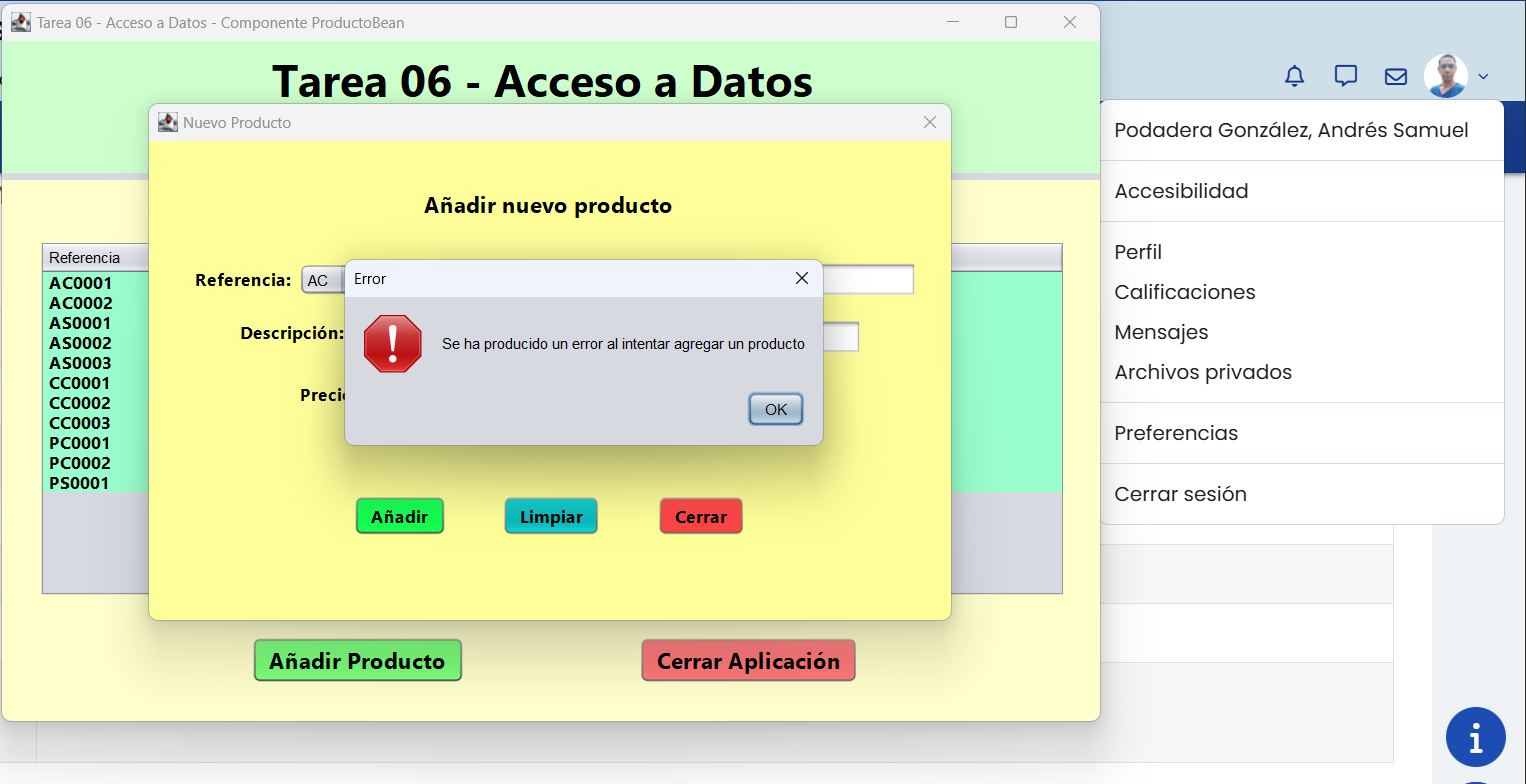 Tarea 06 - Acceso a Datos - Componente ProductoBean
Tarea 06 - Acceso a Datos
Nuevo Producto
Añadir nuevo producto
Referencia
Referencia:
AC
Descripción:
Error
Se ha producido un error al intentar agregar un producto
OK
AC0001
AC0002
AS0001
AS0002
AS0003
CC0001
CC0002
CC0003
PC0001
PC0002
PS0001
Añadir
Limpiar
Cerrar
Añadir Producto
Cerrar Aplicación
Podadera González, Andrés Samuel
Accesibilidad
Perfil
Calificaciones
Mensajes
Archivos privados
Preferencias
Cerrar sesión